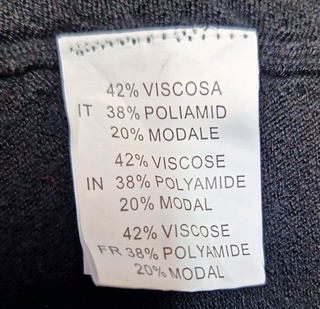 42% VISCOSA
IT 38% POLIAMID
20% MODALE
42% VISCOSE
IN 38% POLYAMIDE
20% MODAL
42% VISCOSE
FR 38% POLYAMIDE
20% MODAL